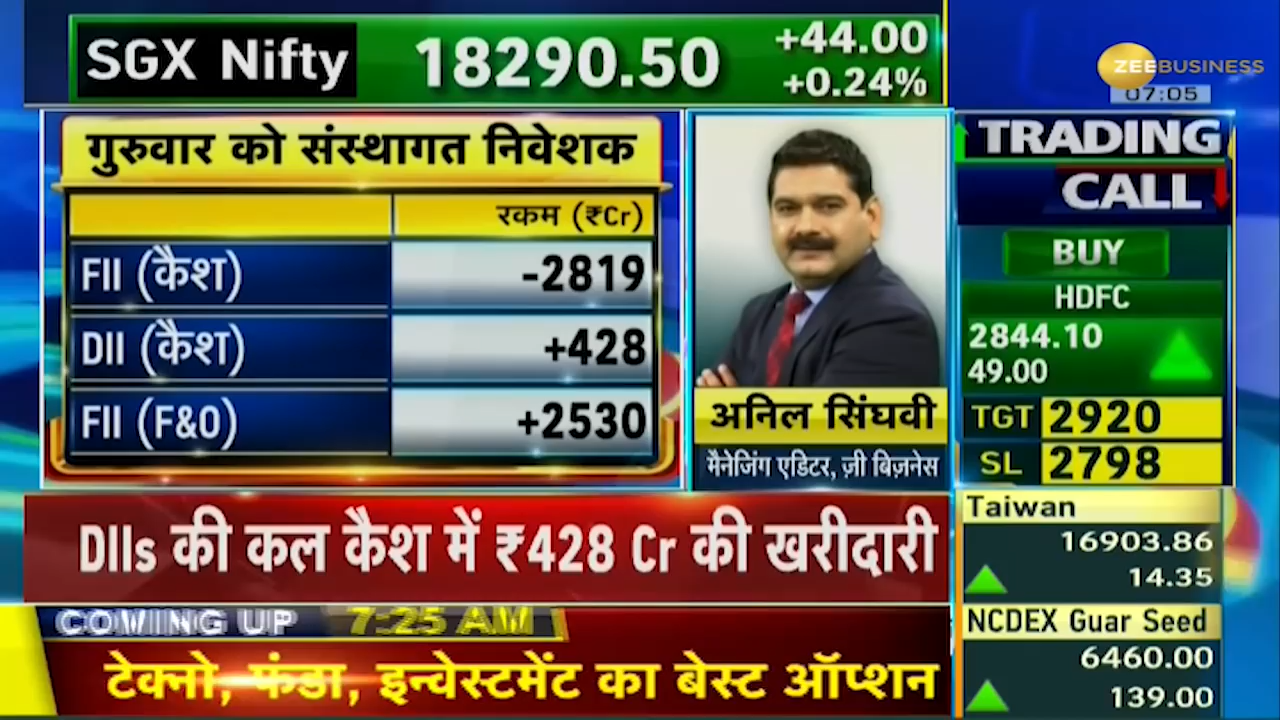 SGX Nifty 18290.50 +44.00
+0.24%
ZEEBUSINESS
07:05
गुरुवार को संस्थागत निवेशक
रकम (₹Cr)
FII (कैश) -2819
DII (कैश) +428
FII (F&O) +2530
अनिल सिंघवी
मैनेजिंग एडिटर, ज़ी बिज़नेस
TRADING
CALL
BUY
HDFC
2844.10
49.00
TGT 2920
SL 2798
DIIs की कल कैश में ₹428 Cr की खरीदारी
Taiwan
16903.86
14.35
NCDEX Guar Seed
6460.00
139.00
COMING UP 7:25 AM
टेक्नो, फंडा, इन्वेस्टमेंट का बेस्ट ऑप्शन